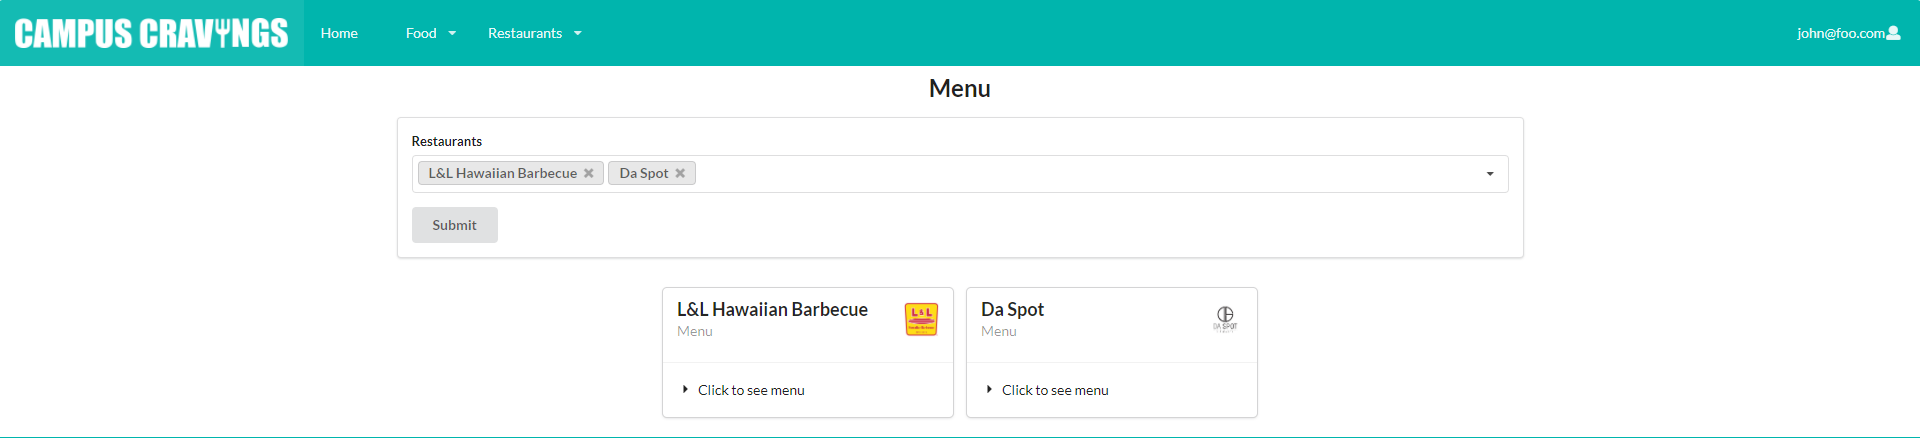 CAMPUS CRAVINGS Home Food Restaurants john@foo.com
Menu
Restaurants
L&L Hawaiian Barbecue Da Spot
Submit
L&L Hawaiian Barbecue
Menu
L&L
Click to see menu
Da Spot
Menu
DA SPOT
Click to see menu